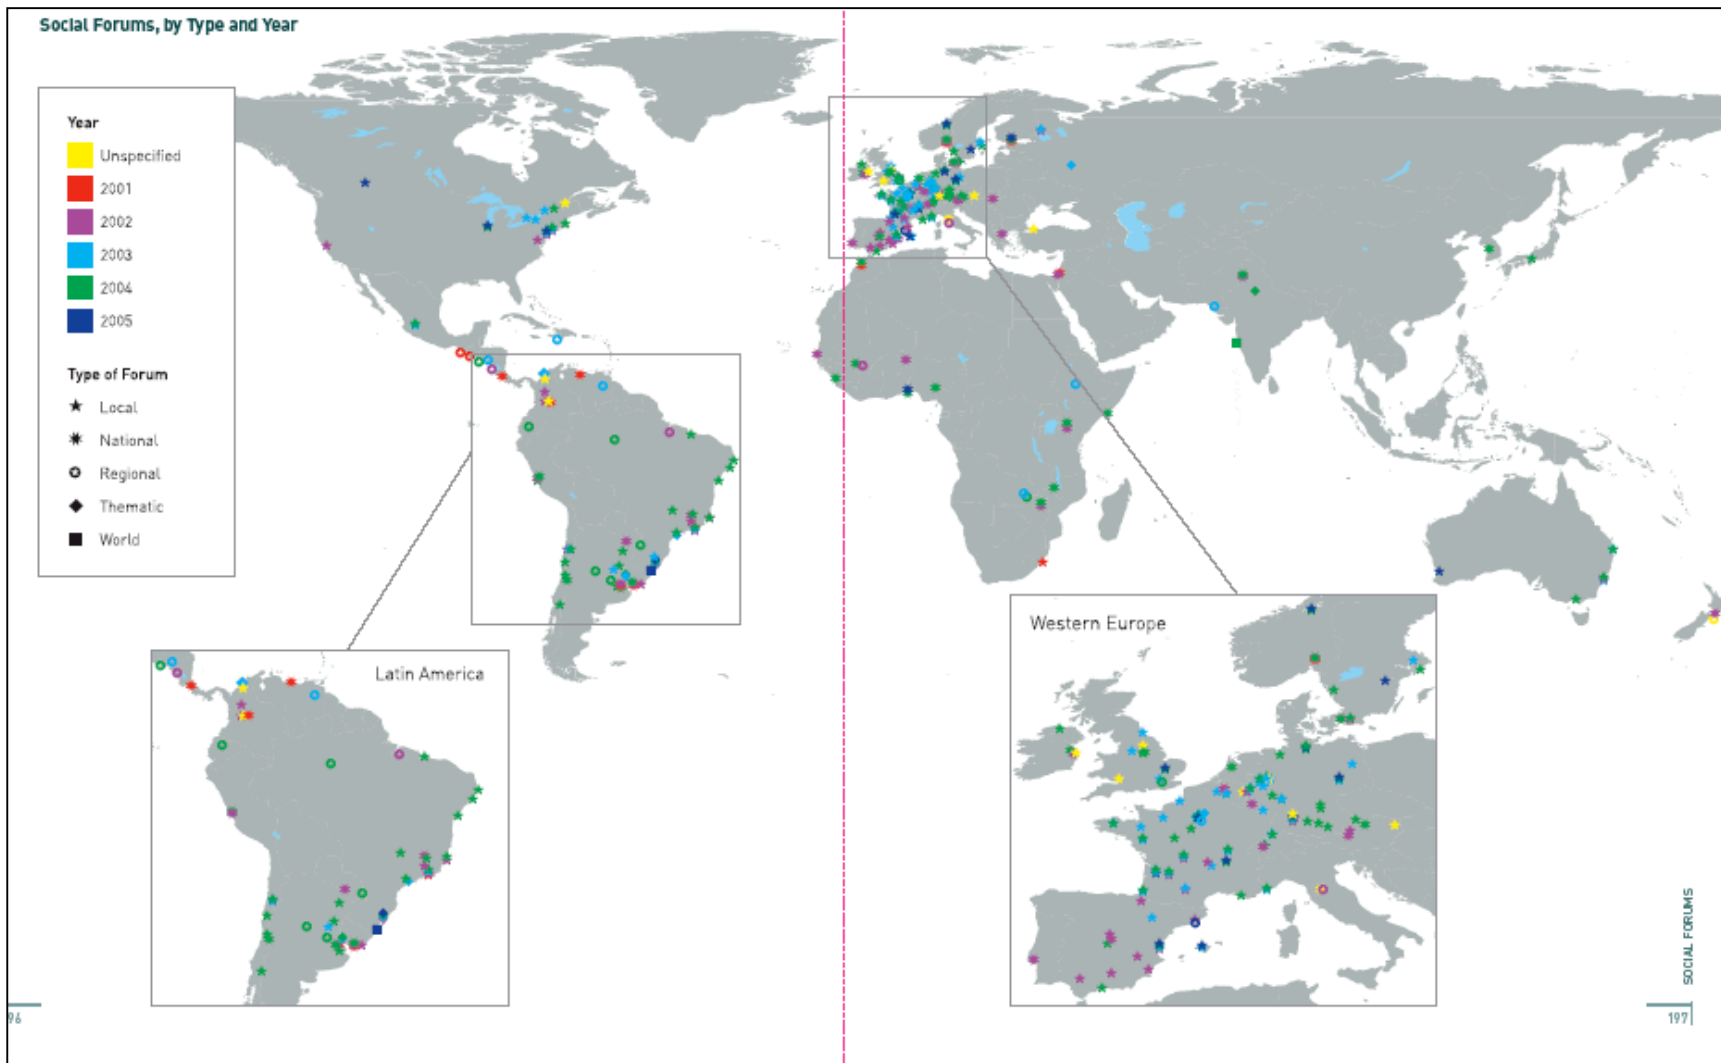 Social Forums, by Type and Year
Year
Unspecified
2001
2002
2003
2004
2005
Type of Forum
Local
National
Regional
Thematic
World
Latin America
Western Europe
SOCIAL FORUMS
96
197